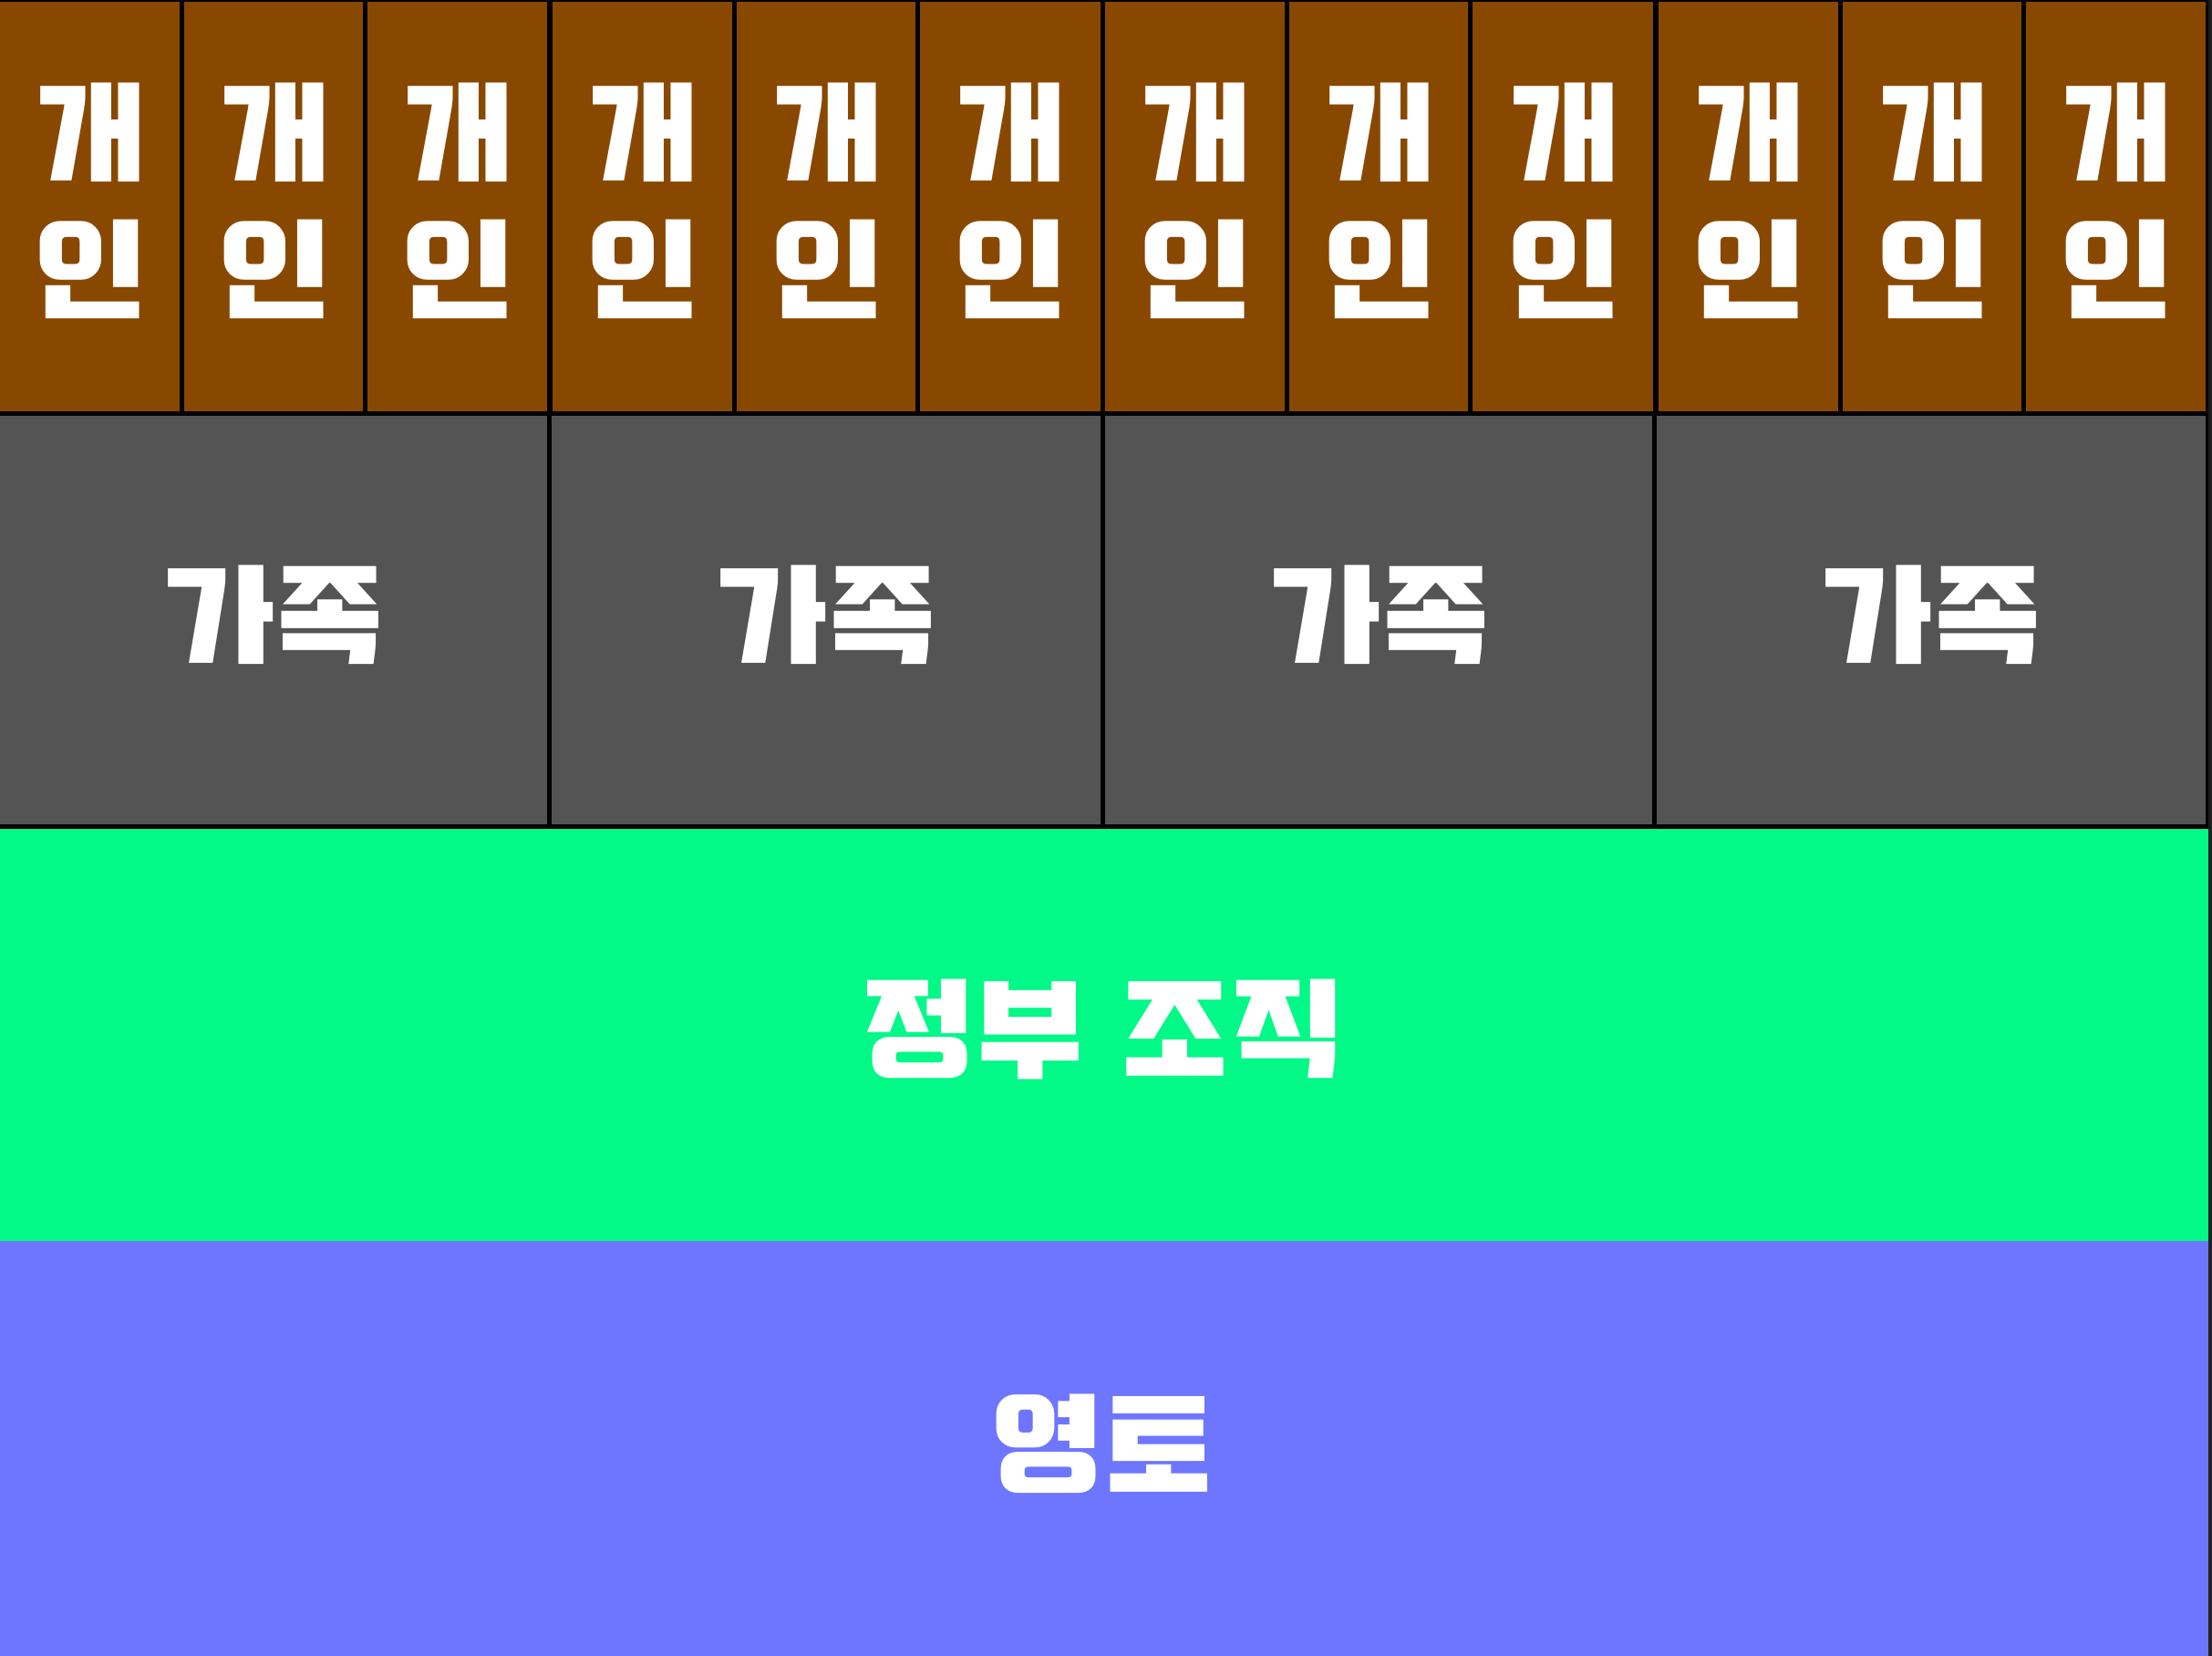 개 개 개 개 개 개 개 개 개 개 개 개
인 인 인 인 인 인 인 인 인 인 인 인
가족 가족 가족 가족
정부 조직
영토